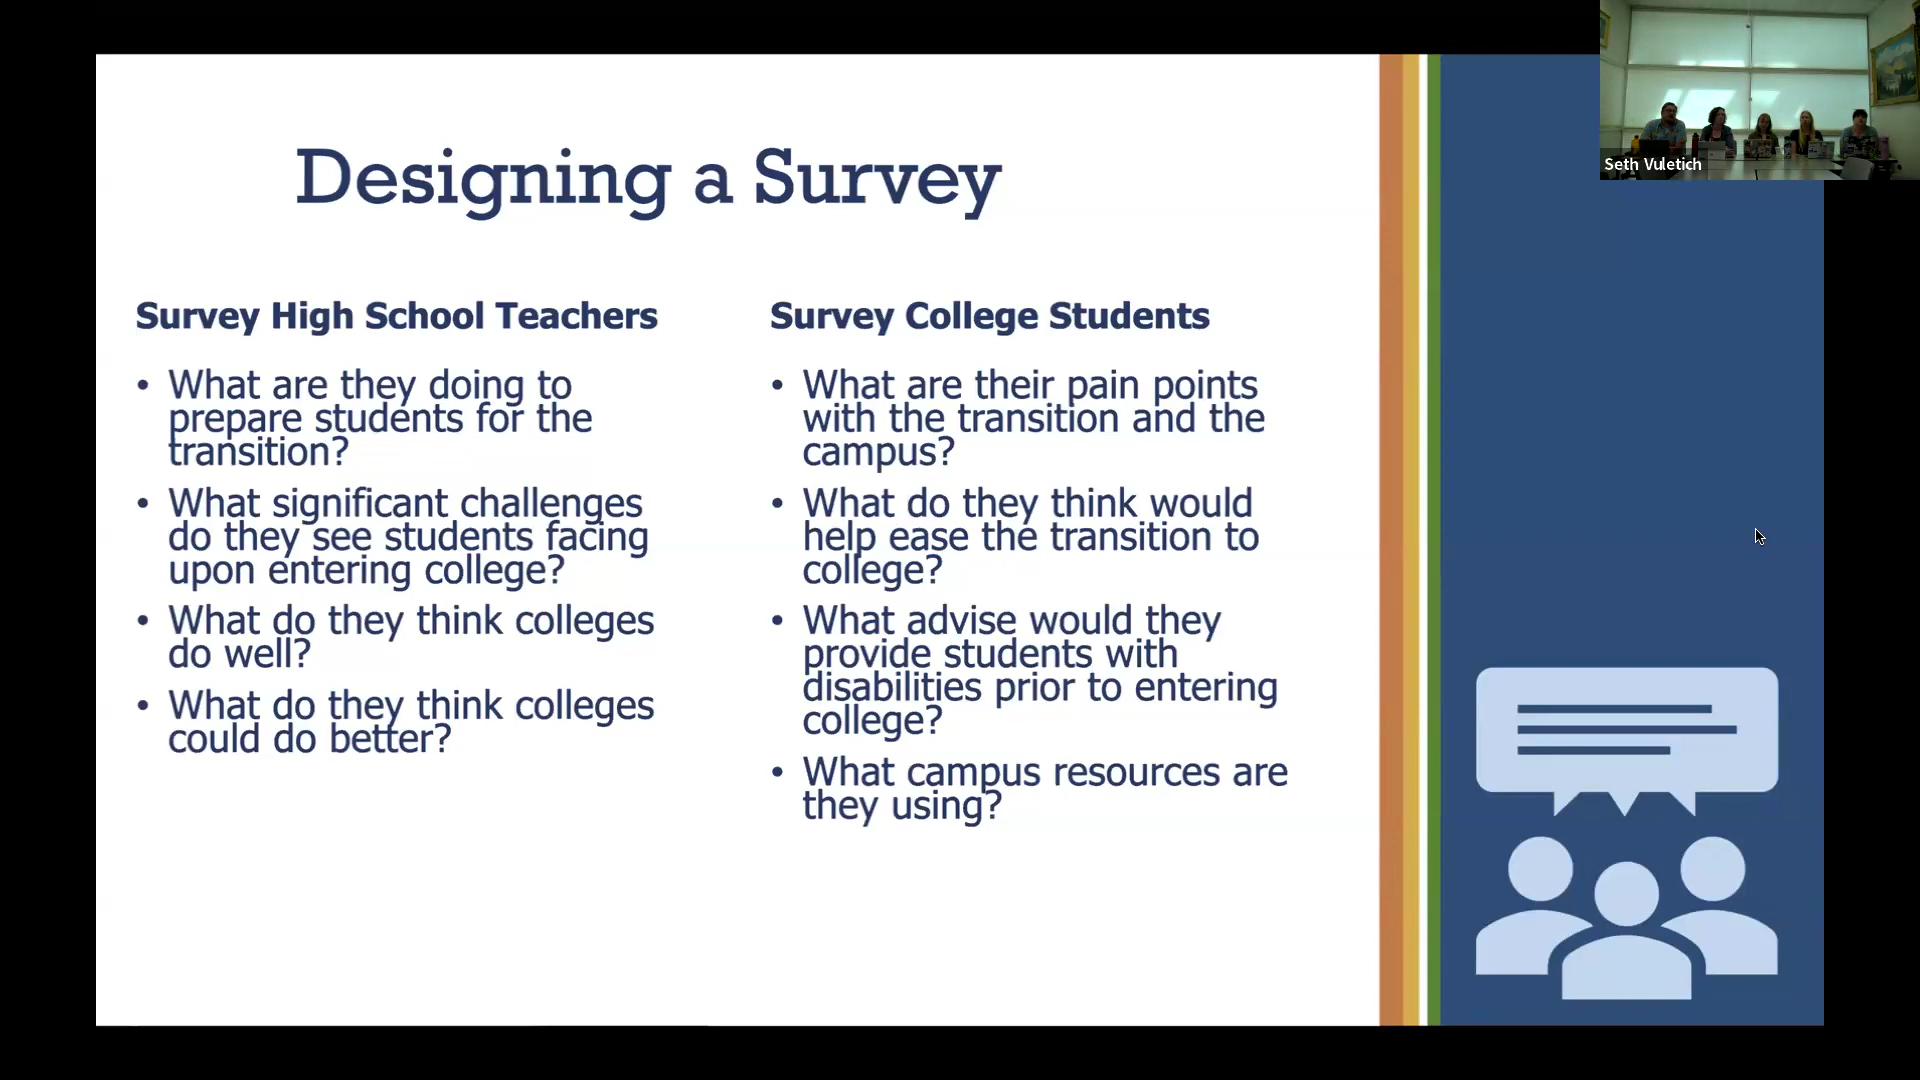 Designing a Survey
Survey High School Teachers
• What are they doing to
prepare students for the
transition?
• What significant challenges
do they see students facing
upon entering college?
• What do they think colleges
do well?
• What do they think colleges
could do better?
Survey College Students
• What are their pain points
with the transition and the
campus?
• What do they think would
help ease the transition to
college?
• What advise would they
provide students with
disabilities prior to entering
college?
• What campus resources are
they using?
Seth Vuletich